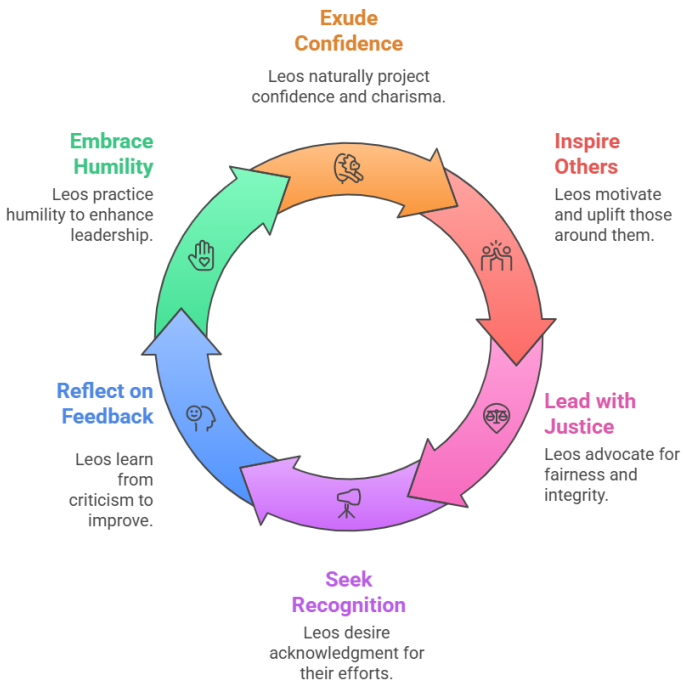 Exude
Confidence
Leos naturally project
confidence and charisma.
Inspire
Others
Leos motivate
and uplift those
around them.
Lead with
Justice
Leos advocate for
fairness and
integrity.
Seek
Recognition
Leos desire
acknowledgment for
their efforts.
Reflect on
Feedback
Leos learn
from
criticism to
improve.
Embrace
Humility
Leos practice
humility to enhance
leadership.